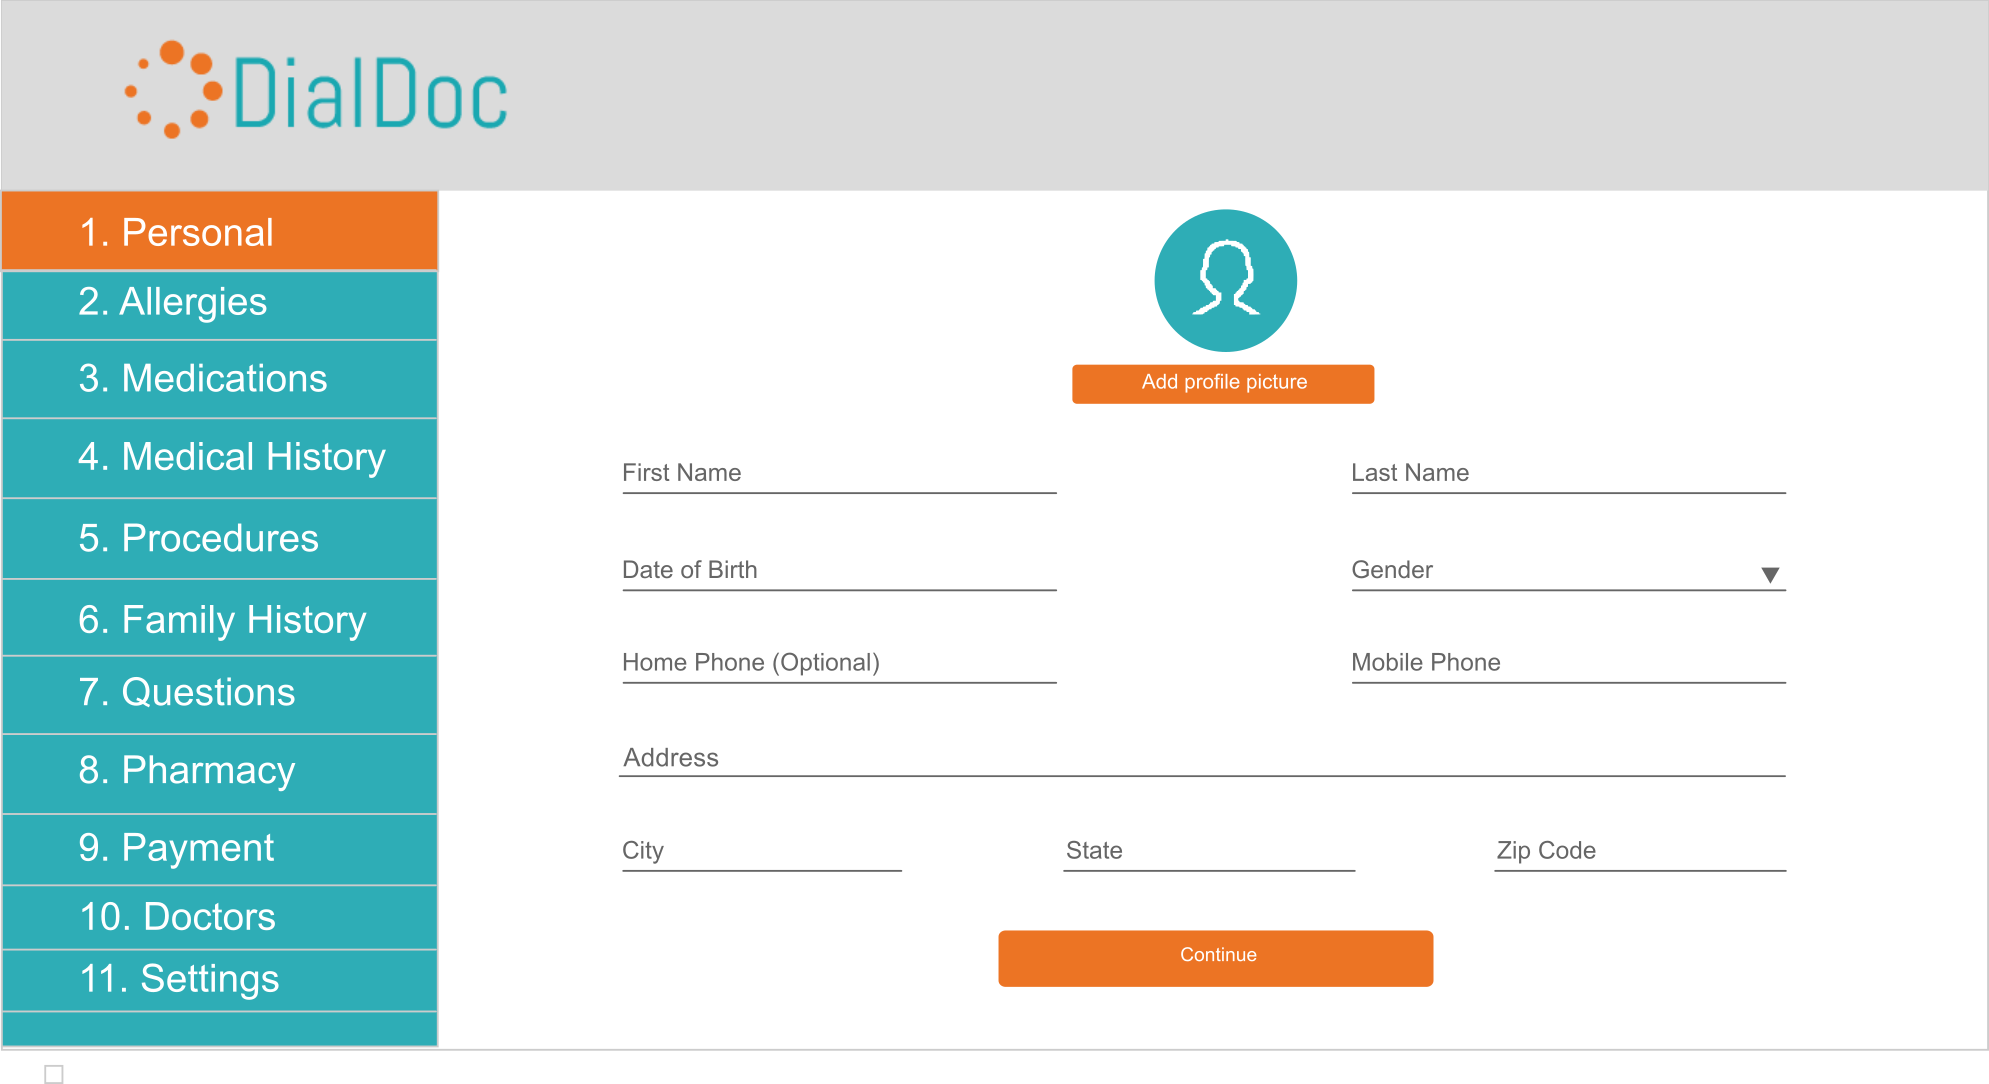 DialDoc
1. Personal
2. Allergies
3. Medications
4. Medical History
5. Procedures
6. Family History
7. Questions
8. Pharmacy
9. Payment
10. Doctors
11. Settings
Add profile picture
First Name
Last Name
Date of Birth
Gender
Home Phone (Optional)
Mobile Phone
Address
City
State
Zip Code
Continue